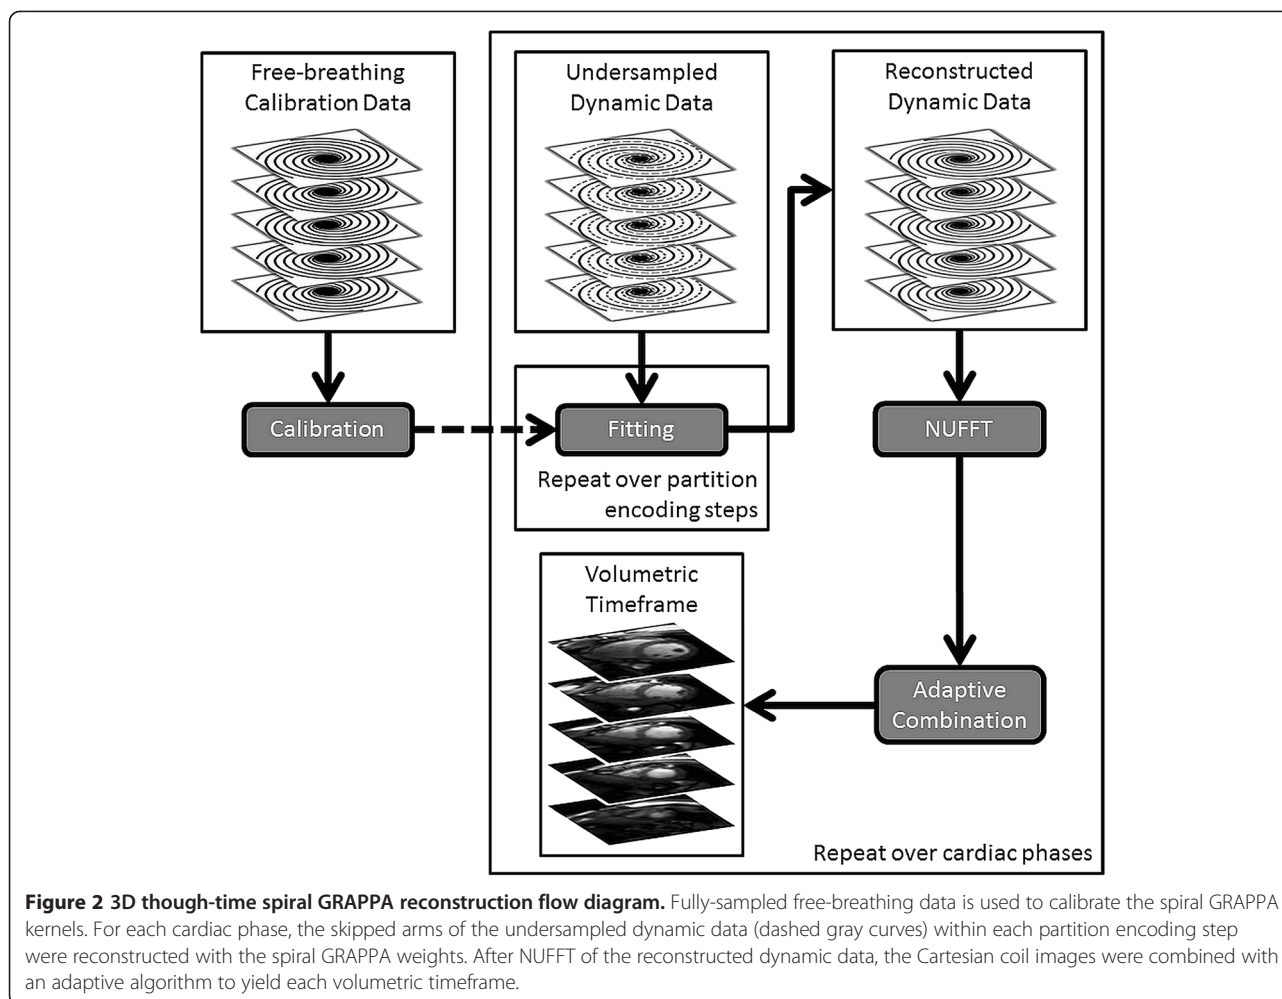 Free-breathing
Calibration Data
Undersampled
Dynamic Data
Reconstructed
Dynamic Data
Calibration
Fitting
NUFFT
Repeat over partition
encoding steps
Volumetric
Timeframe
Adaptive
Combination
Repeat over cardiac phases
Figure 2 3D though-time spiral GRAPPA reconstruction flow diagram. Fully-sampled free-breathing data is used to calibrate the spiral GRAPPA
kernels. For each cardiac phase, the skipped arms of the undersampled dynamic data (dashed gray curves) within each partition encoding step
were reconstructed with the spiral GRAPPA weights. After NUFFT of the reconstructed dynamic data, the Cartesian coil images were combined with
an adaptive algorithm to yield each volumetric timeframe.